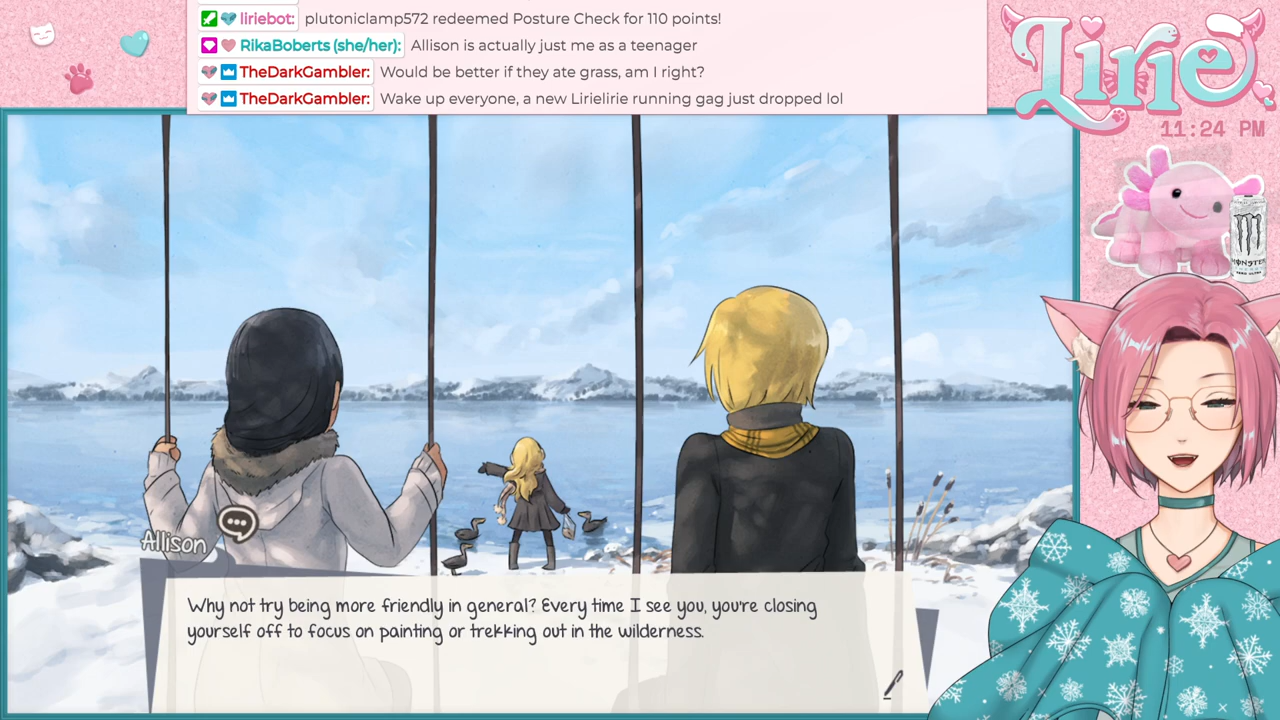 liriebot: plutoniclamp572 redeemed Posture Check for 110 points!
RikaBoberts (she/her): Allison is actually just me as a teenager
TheDarkGambler: Would be better if they ate grass, am I right?
TheDarkGambler: Wake up everyone, a new Lirielirie running gag just dropped lol
Lirie
11:24 PM
MONSTER
Allison
Why not try being more friendly in general? Every time I see you, you're closing
yourself off to focus on painting or trekking out in the wilderness.